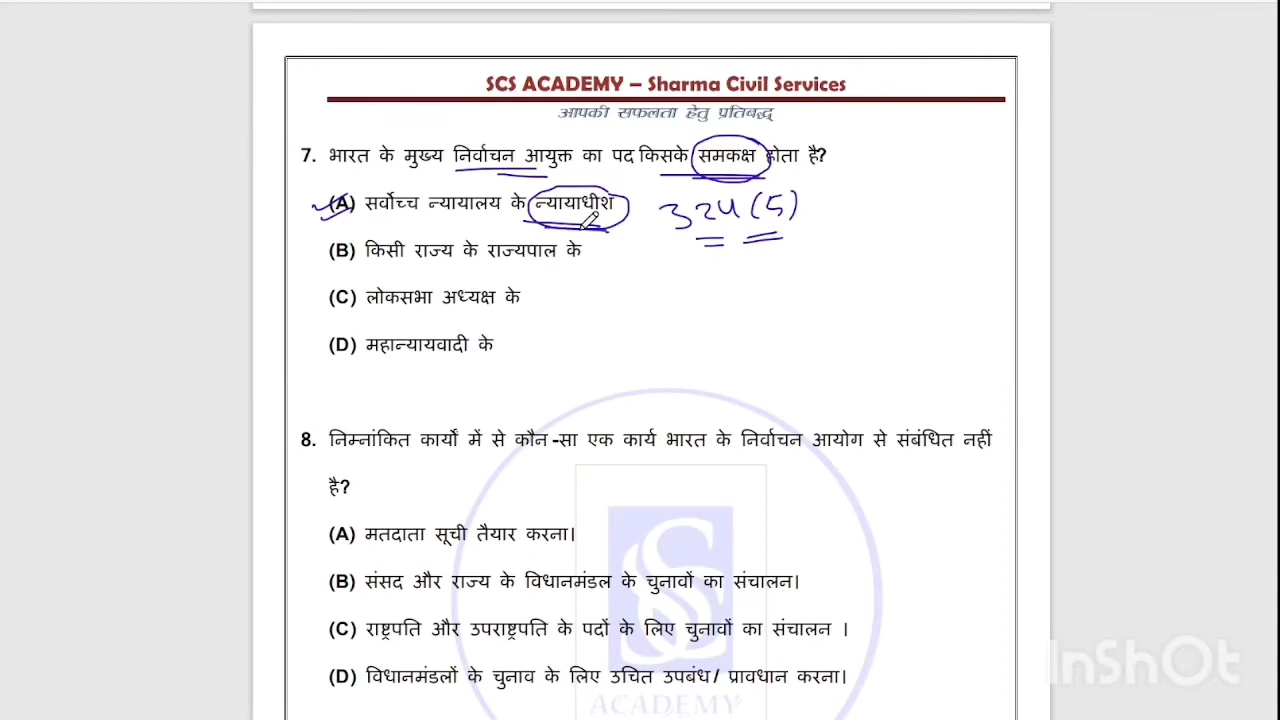 SCS ACADEMY – Sharma Civil Services
आपकी सफलता हेतु प्रतिबद्ध
7. भारत के मुख्य निर्वाचन आयुक्त का पद किसके समकक्ष होता है?
(A) सर्वोच्च न्यायालय के न्यायाधीश
324 (5)
(B) किसी राज्य के राज्यपाल के
(C) लोकसभा अध्यक्ष के
(D) महान्यायवादी के
8. निम्नांकित कार्यों में से कौन-सा एक कार्य भारत के निर्वाचन आयोग से संबंधित नहीं
है?
(A) मतदाता सूची तैयार करना।
(B) संसद और राज्य के विधानमंडल के चुनावों का संचालन।
(C) राष्ट्रपति और उपराष्ट्रपति के पदों के लिए चुनावों का संचालन ।
(D) विधानमंडलों के चुनाव के लिए उचित उपबंध/ प्रावधान करना।
ACADEMY
InShOt